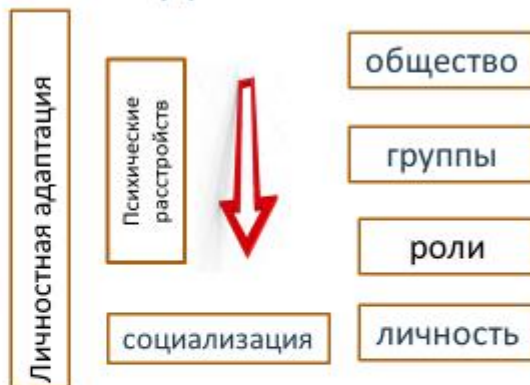 Личностная адаптация
Психические
расстройств
социализация
общество
группы
роли
личность